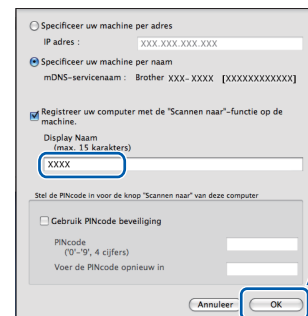 Specificeer uw machine per adres
IP adres : XXX.XXX.XXX.XXX
Specificeer uw machine per naam
mDNS-servicenaam : Brother XXX-XXXX [XXXXXXXXXXXX]
Registreer uw computer met de "Scannen naar"-functie op de
machine.
Display Naam
(max. 15 karakters)
XXXX
Stel de PINcode in voor de knop "Scannen naar" van deze computer
Gebruik PINcode beveiliging
PINcode
('0'-'9', 4 cijfers)
Voer de PINcode opnieuw in
Annuleer OK